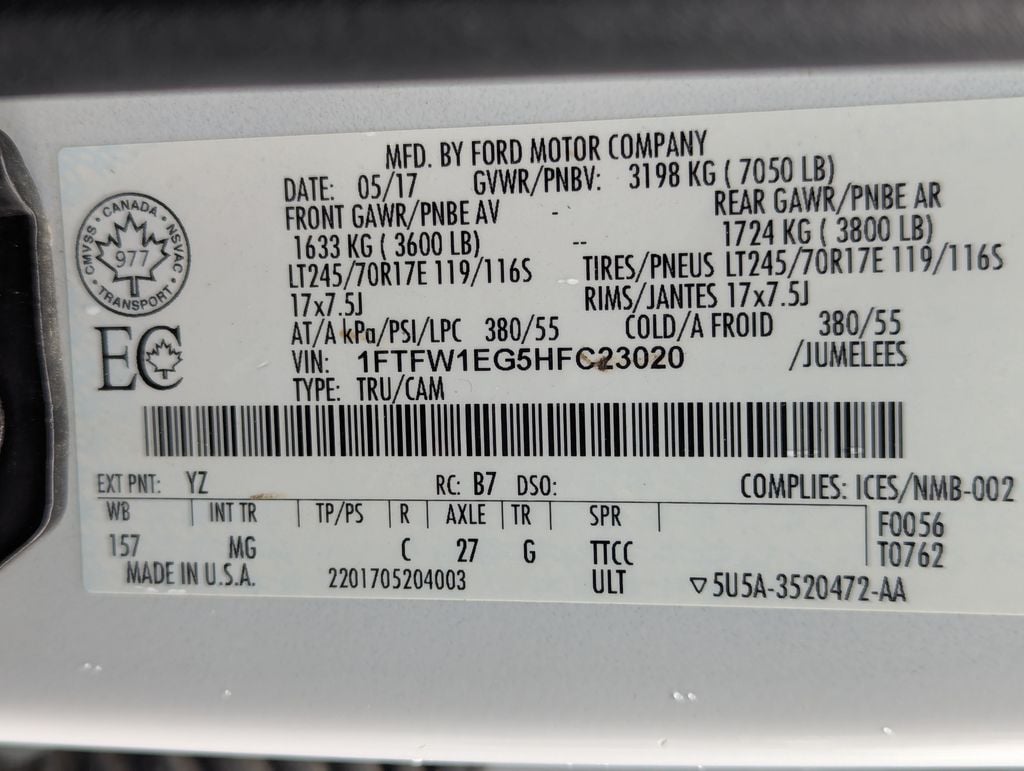 MFD. BY FORD MOTOR COMPANY
DATE: 05/17 GVWR/PNBV: 3198 KG ( 7050 LB)
FRONT GAWR/PNBE AV - REAR GAWR/PNBE AR
1633 KG ( 3600 LB) -- 1724 KG ( 3800 LB)
LT245/70R17E 119/116S TIRES/PNEUS LT245/70R17E 119/116S
17x7.5J RIMS/JANTES 17x7.5J
AT/A kPa/PSI/LPC 380/55 COLD/A FROID 380/55
VIN: 1FTFW1EG5HFC23020 /JUMELEES
TYPE: TRU/CAM
CANADA
CMVSS · NSVAC
977
TRANSPORT
EC
EXT PNT: YZ RC: B7 DSO: COMPLIES: ICES/NMB-002
WB INT TR TP/PS R AXLE TR SPR F0056
157 MG C 27 G TTCC T0762
MADE IN U.S.A. 2201705204003 ULT ▽5U5A-3520472-AA